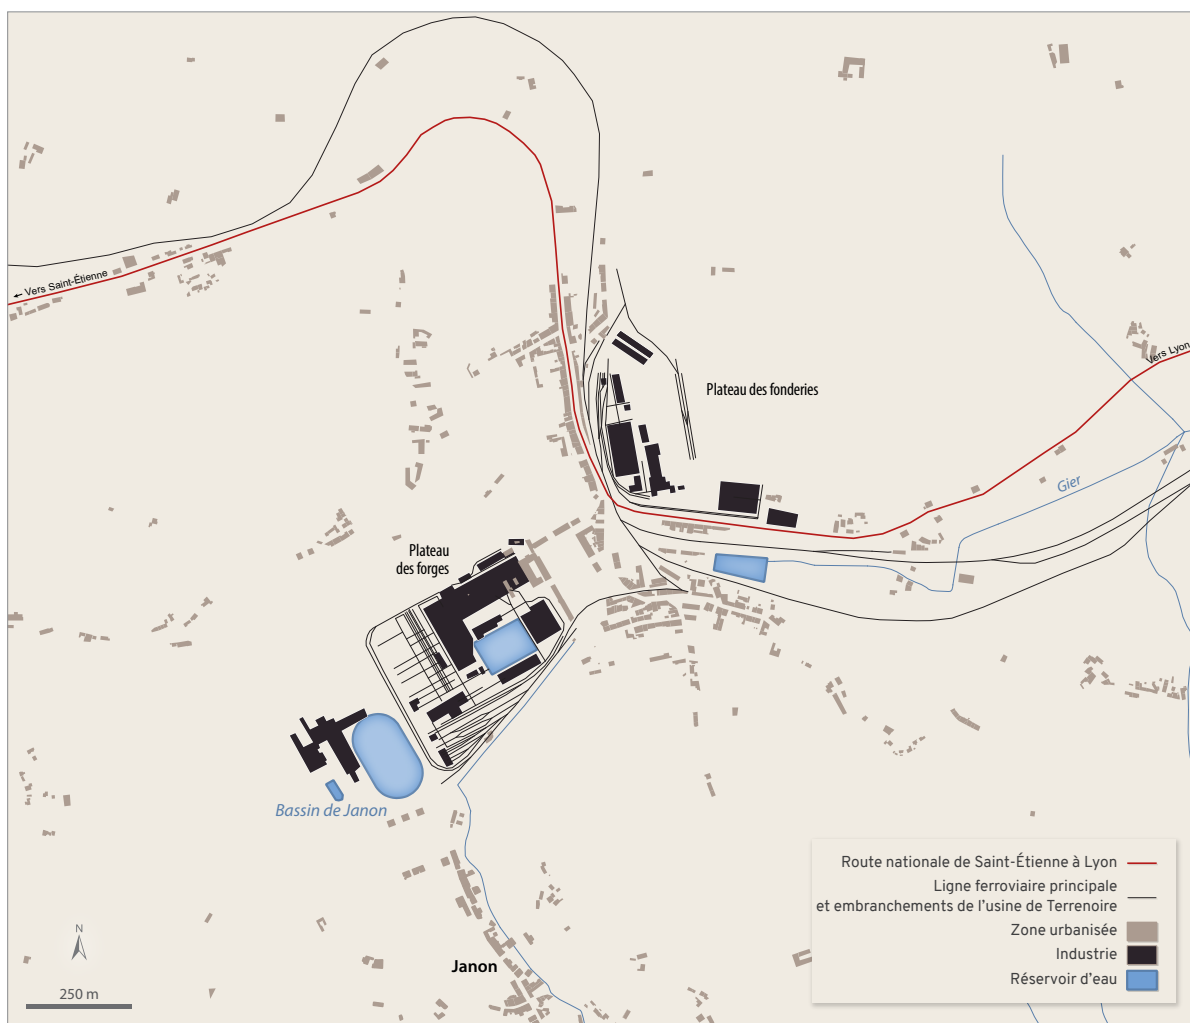 Vers Saint-Étienne
Vers Lyon
Plateau des fonderies
Gier
Plateau
des forges
Bassin de Janon
Janon
Route nationale de Saint-Étienne à Lyon
Ligne ferroviaire principale
et embranchements de l'usine de Terrenoire
Zone urbanisée
Industrie
Réservoir d'eau
N
250 m